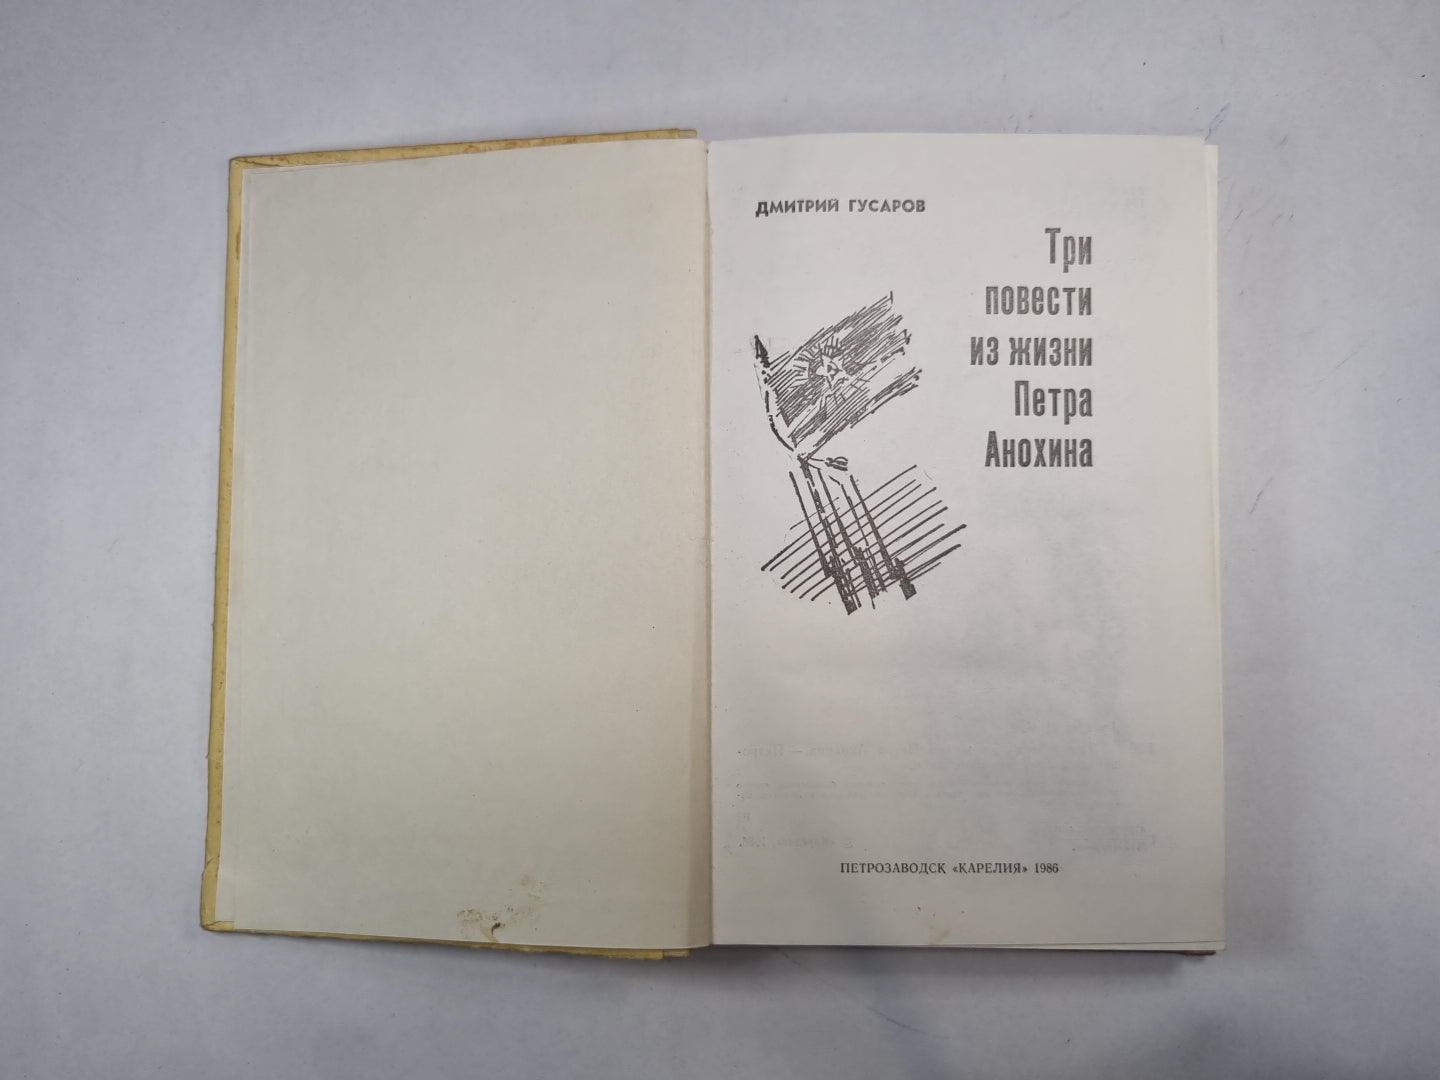 ДМИТРИЙ ГУСАРОВ
Три
повести
из жизни
Петра
Анохина
ПЕТРОЗАВОДСК «КАРЕЛИЯ» 1986